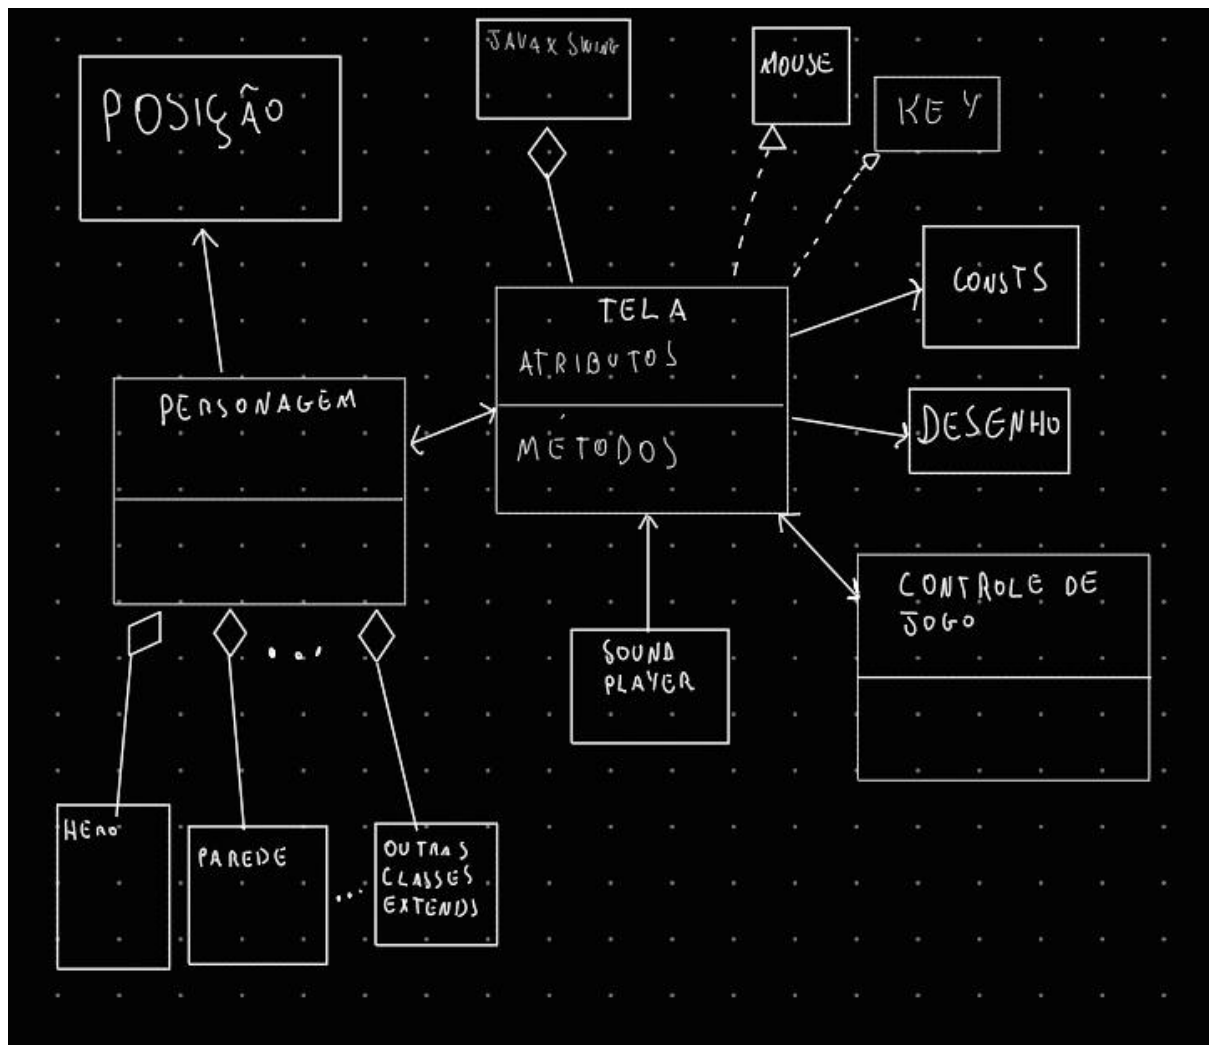 JAVAX SWING
MOUSE
KEY
POSIÇÃO
CONSTS
TELA
ATRIBUTOS
MÉTODOS
PERSONAGEM
DESENHO
CONTROLE DE
JOGO
SOUND
PLAYER
HERO
PAREDE
OUTRAS
CLASSES
EXTENDS